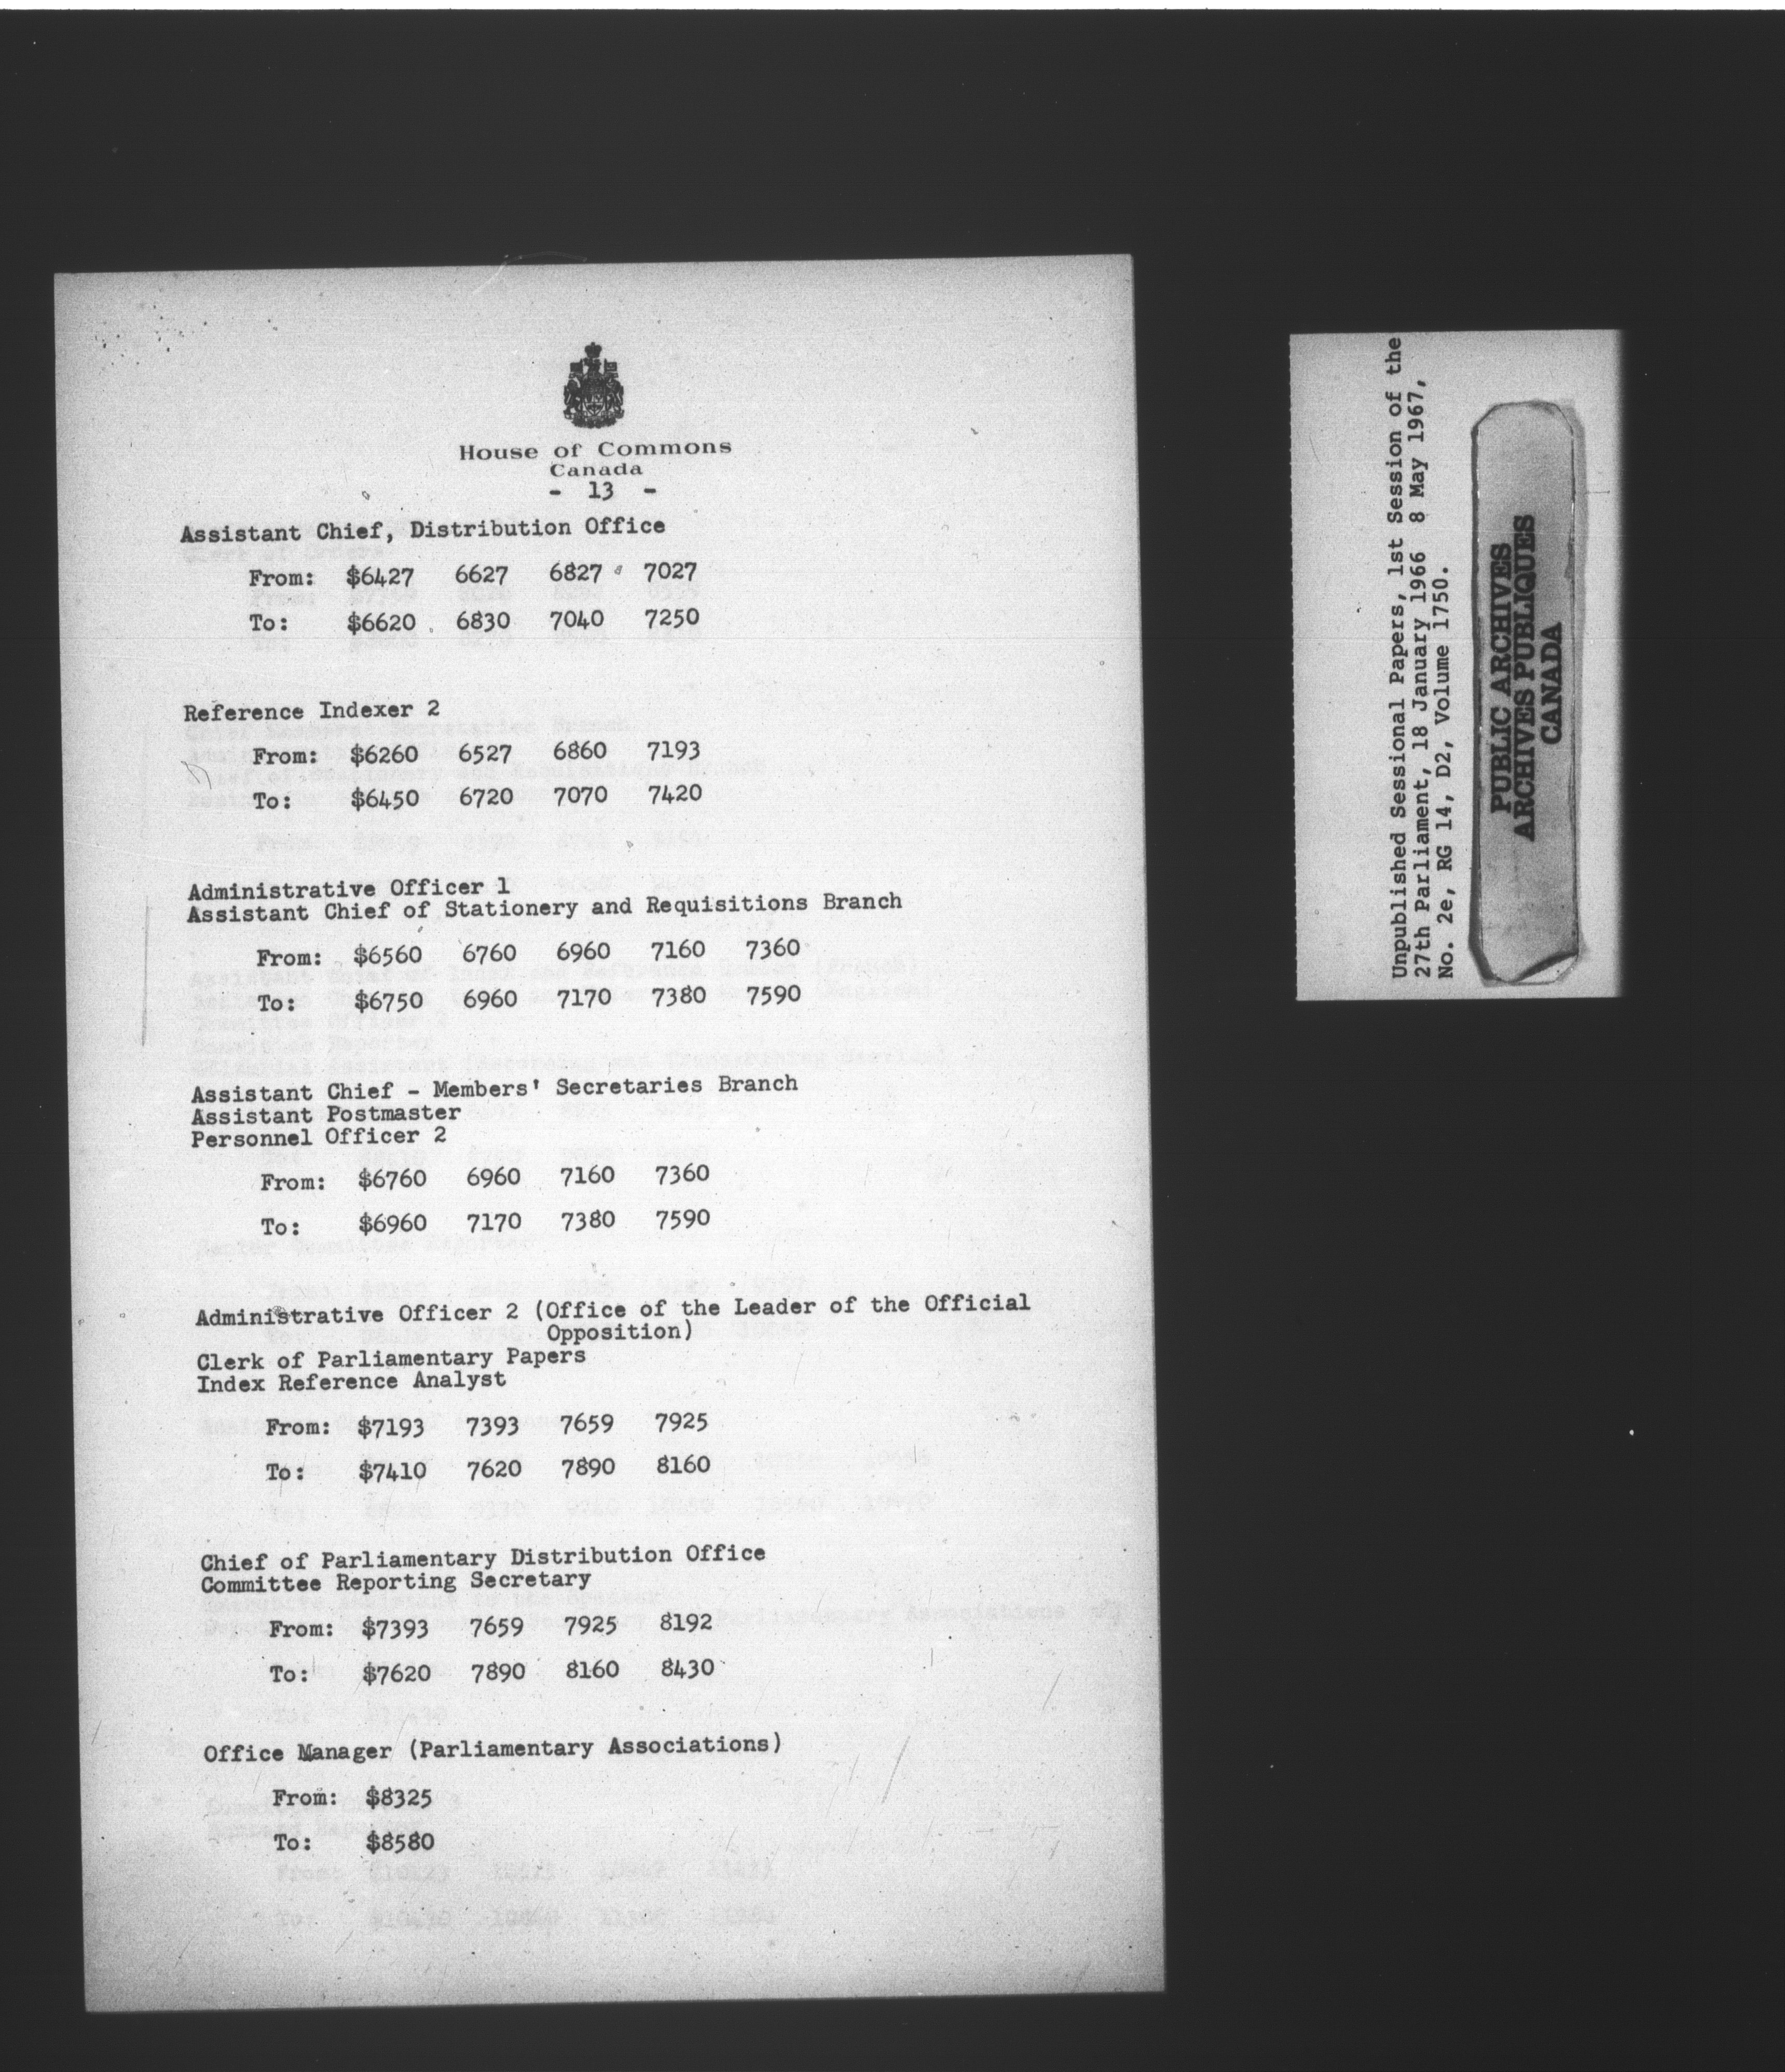 House of Commons
Canada
- 13 -
Assistant Chief, Distribution Office
From: $6427 6627 6827 7027
To: $6620 6830 7040 7250
Reference Indexer 2
From: $6260 6527 6860 7193
To: $6450 6720 7070 7420
Administrative Officer 1
Assistant Chief of Stationery and Requisitions Branch
From: $6560 6760 6960 7160 7360
To: $6750 6960 7170 7380 7590
Assistant Chief - Members' Secretaries Branch
Assistant Postmaster
Personnel Officer 2
From: $6760 6960 7160 7360
To: $6960 7170 7380 7590
Administrative Officer 2 (Office of the Leader of the Official
Opposition)
Clerk of Parliamentary Papers
Index Reference Analyst
From: $7193 7393 7659 7925
To: $7410 7620 7890 8160
Chief of Parliamentary Distribution Office
Committee Reporting Secretary
From: $7393 7659 7925 8192
To: $7620 7890 8160 8430
Office Manager (Parliamentary Associations)
From: $8325
To: $8580
Unpublished Sessional Papers, 1st Session of the
27th Parliament, 18 January 1966 8 May 1967,
No. 2e, RG 14, D2, Volume 1750.
PUBLIC ARCHIVES
ARCHIVES PUBLIQUES
CANADA